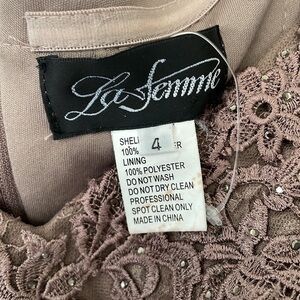 La Femme
SHELL
100% 4 ER
LINING
100% POLYESTER
DO NOT WASH
DO NOT DRY CLEAN
PROFESSIONAL
SPOT CLEAN ONLY
MADE IN CHINA